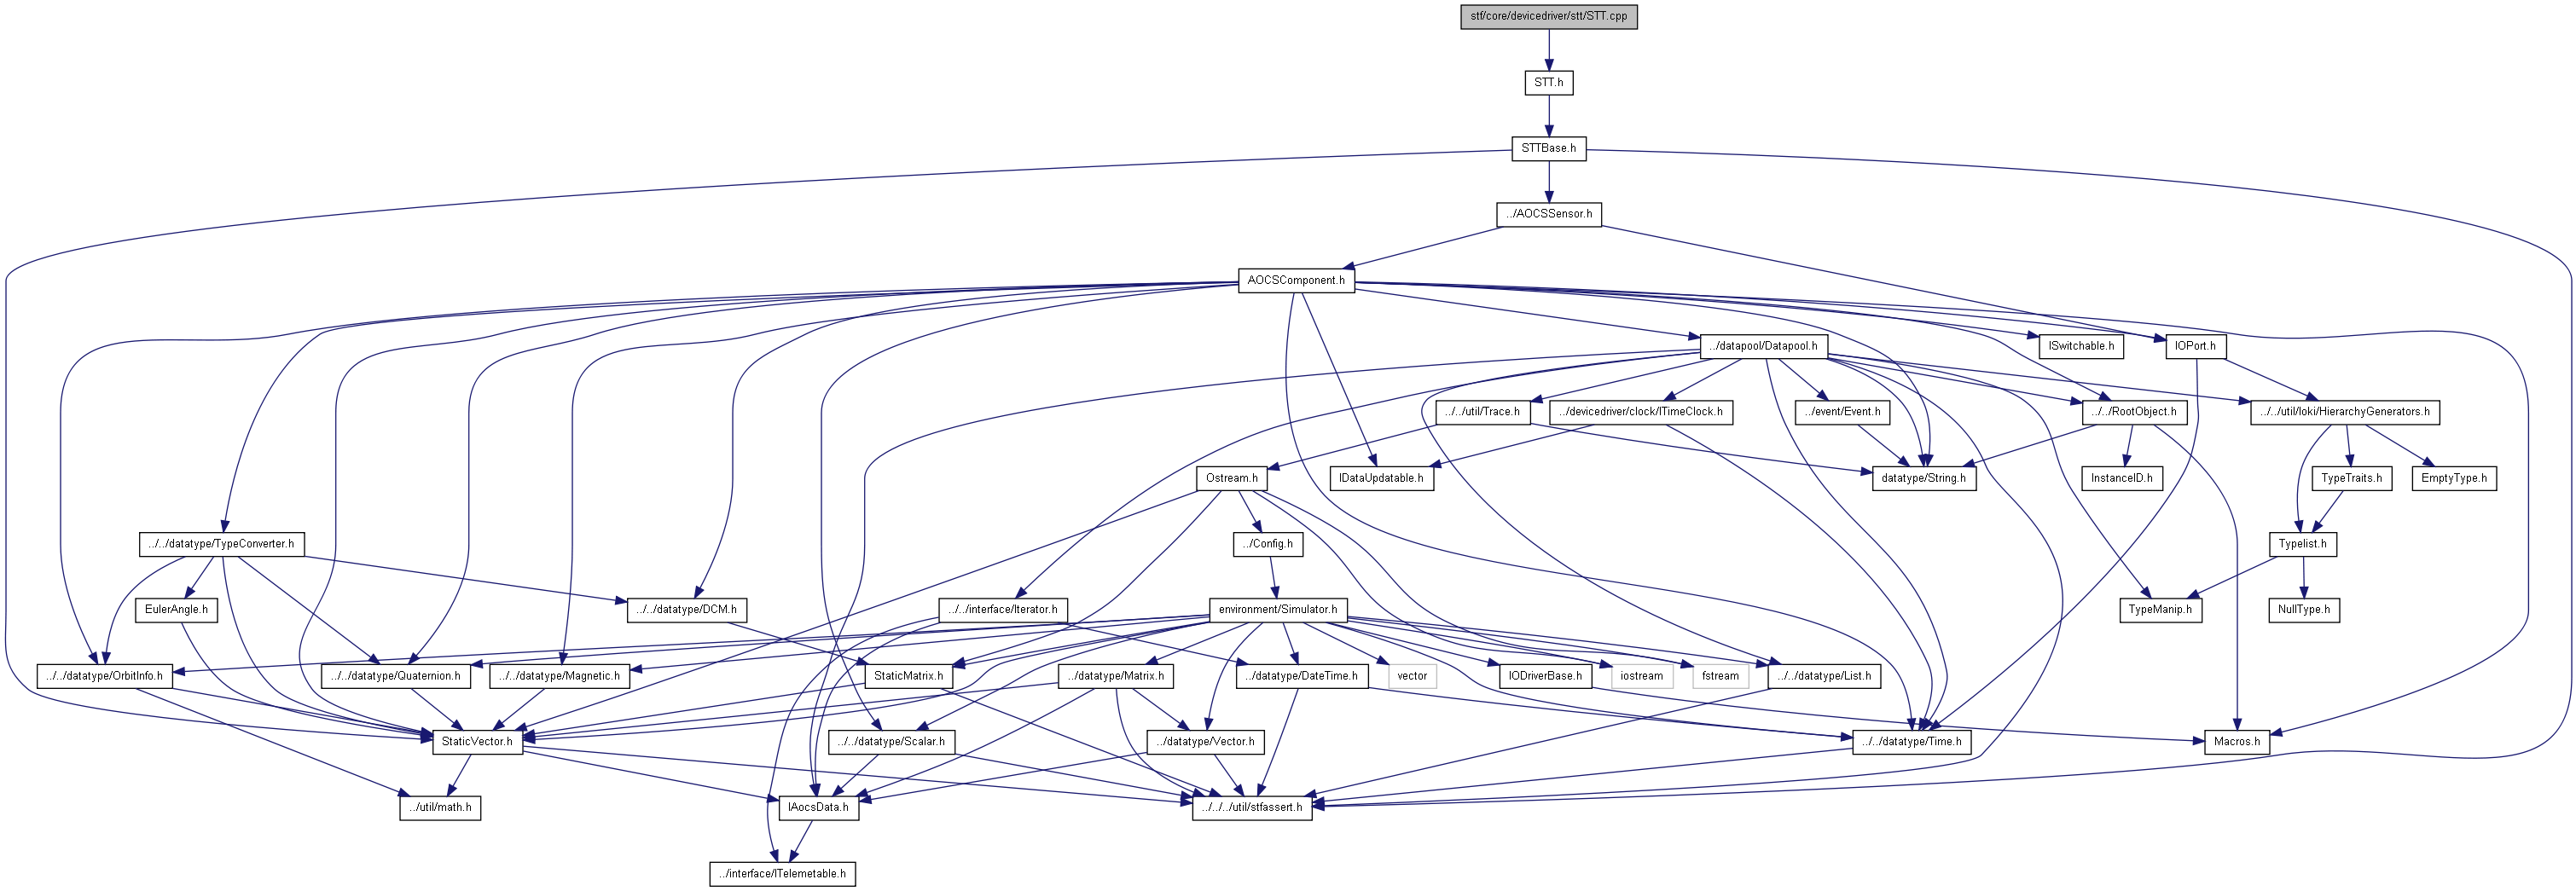 stf/core/devicedriver/stt/STT.cpp
STT.h
STTBase.h
../AOCSSensor.h
AOCSComponent.h
../datapool/Datapool.h
ISwitchable.h
IOPort.h
../../util/Trace.h
../devicedriver/clock/ITimeClock.h
../event/Event.h
../../RootObject.h
../../util/loki/HierarchyGenerators.h
Ostream.h
IDataUpdatable.h
datatype/String.h
InstanceID.h
TypeTraits.h
EmptyType.h
../../datatype/TypeConverter.h
../Config.h
Typelist.h
EulerAngle.h
../../datatype/DCM.h
../../interface/Iterator.h
environment/Simulator.h
TypeManip.h
NullType.h
../../datatype/OrbitInfo.h
../../datatype/Quaternion.h
../../datatype/Magnetic.h
StaticMatrix.h
../datatype/Matrix.h
../datatype/DateTime.h
vector
IODriverBase.h
iostream
fstream
../../datatype/List.h
StaticVector.h
../../datatype/Scalar.h
../datatype/Vector.h
../../datatype/Time.h
Macros.h
../util/math.h
IAocsData.h
../../../util/stfassert.h
../interface/ITelemetable.h